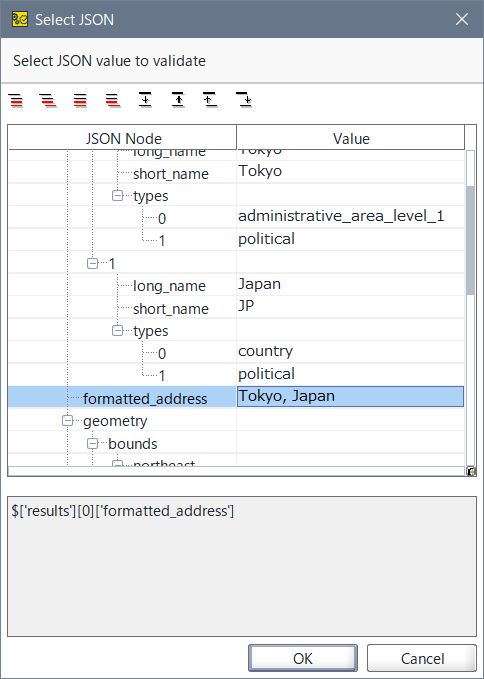 Select JSON
Select JSON value to validate
JSON Node Value
long_name Tokyo
short_name Tokyo
types
0 administrative_area_level_1
1 political
1
long_name Japan
short_name JP
types
0 country
1 political
formatted_address Tokyo, Japan
geometry
bounds
northeast
$['results'][0]['formatted_address']
OK Cancel